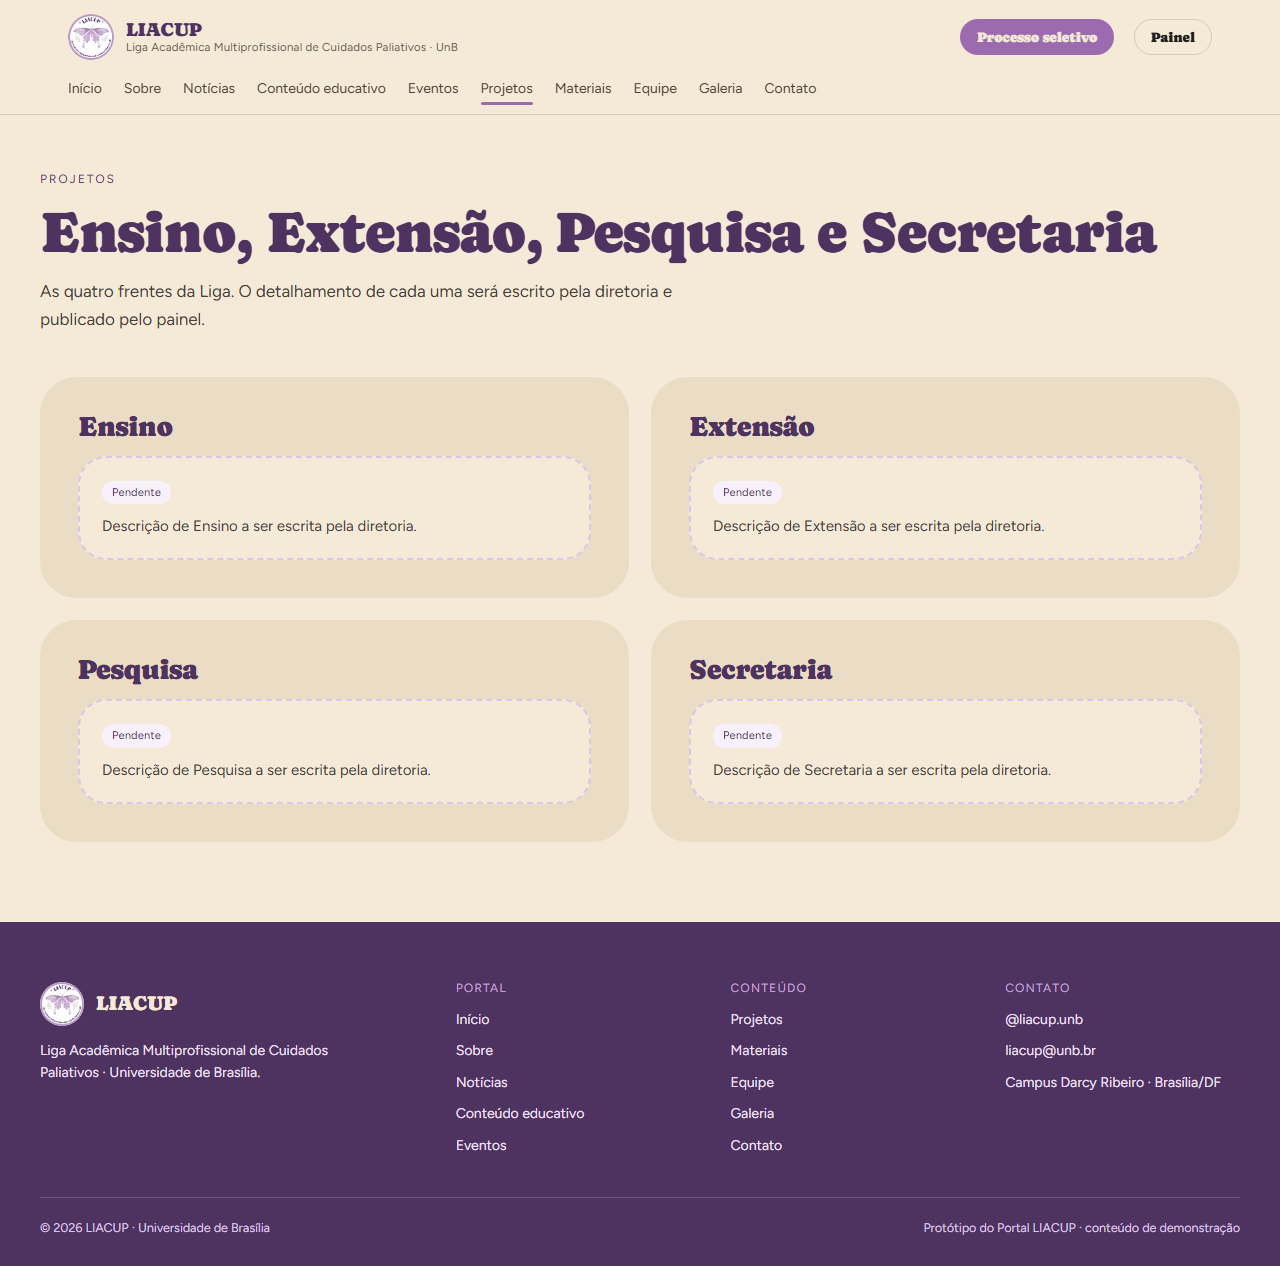 LIACUP
Liga Acadêmica Multiprofissional de Cuidados Paliativos · UnB
Processo seletivo
Painel
Início
Sobre
Notícias
Conteúdo educativo
Eventos
Projetos
Materiais
Equipe
Galeria
Contato
PROJETOS
Ensino, Extensão, Pesquisa e Secretaria
As quatro frentes da Liga. O detalhamento de cada uma será escrito pela diretoria e
publicado pelo painel.
Ensino
Pendente
Descrição de Ensino a ser escrita pela diretoria.
Extensão
Pendente
Descrição de Extensão a ser escrita pela diretoria.
Pesquisa
Pendente
Descrição de Pesquisa a ser escrita pela diretoria.
Secretaria
Pendente
Descrição de Secretaria a ser escrita pela diretoria.
LIACUP
Liga Acadêmica Multiprofissional de Cuidados
Paliativos · Universidade de Brasília.
PORTAL
Início
Sobre
Notícias
Conteúdo educativo
Eventos
CONTEÚDO
Projetos
Materiais
Equipe
Galeria
Contato
CONTATO
@liacup.unb
liacup@unb.br
Campus Darcy Ribeiro · Brasília/DF
© 2026 LIACUP · Universidade de Brasília
Protótipo do Portal LIACUP · conteúdo de demonstração